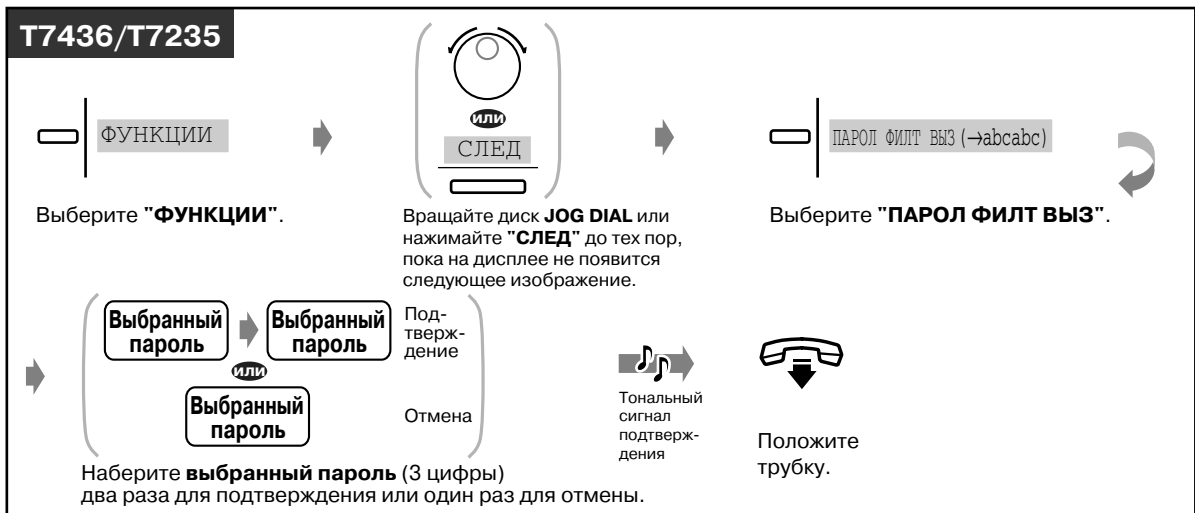 T7436/T7235
ФУНКЦИИ
Выберите "ФУНКЦИИ".
или
СЛЕД
Вращайте диск JOG DIAL или
нажимайте "СЛЕД" до тех пор,
пока на дисплее не появится
следующее изображение.
ПАРОЛ ФИЛТ ВЫЗ (→abcabc)
Выберите "ПАРОЛ ФИЛТ ВЫЗ".
Выбранный
пароль
Выбранный
пароль
Под-
тверж-
дение
или
Выбранный
пароль
Отмена
Наберите выбранный пароль (3 цифры)
два раза для подтверждения или один раз для отмены.
Тональный
сигнал
подтверж-
дения
Положите
трубку.